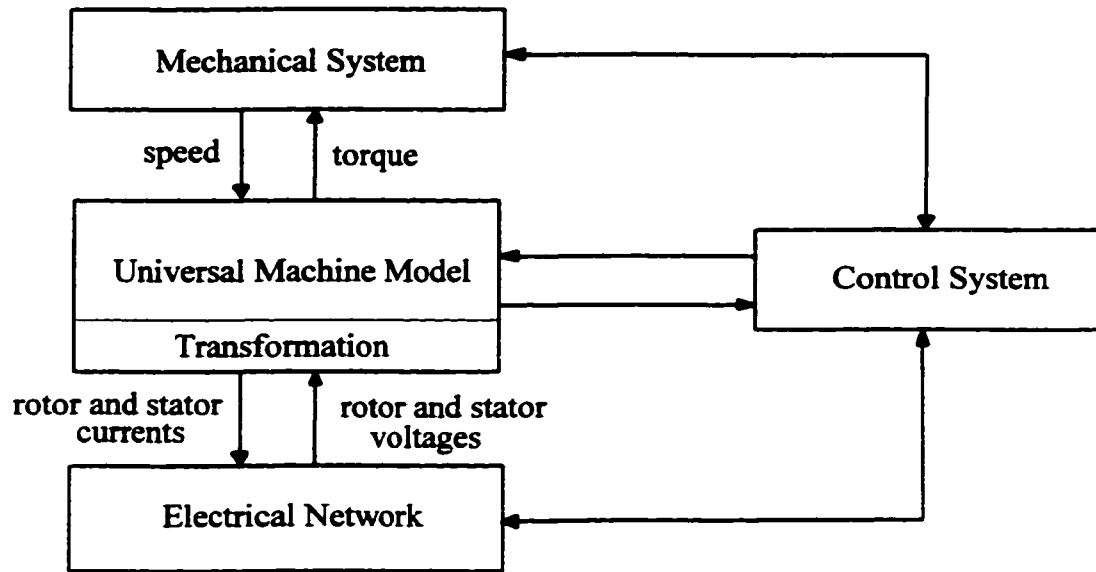 Mechanical System
speed
torque
Universal Machine Model
Control System
Transformation
rotor and stator
currents
rotor and stator
voltages
Electrical Network